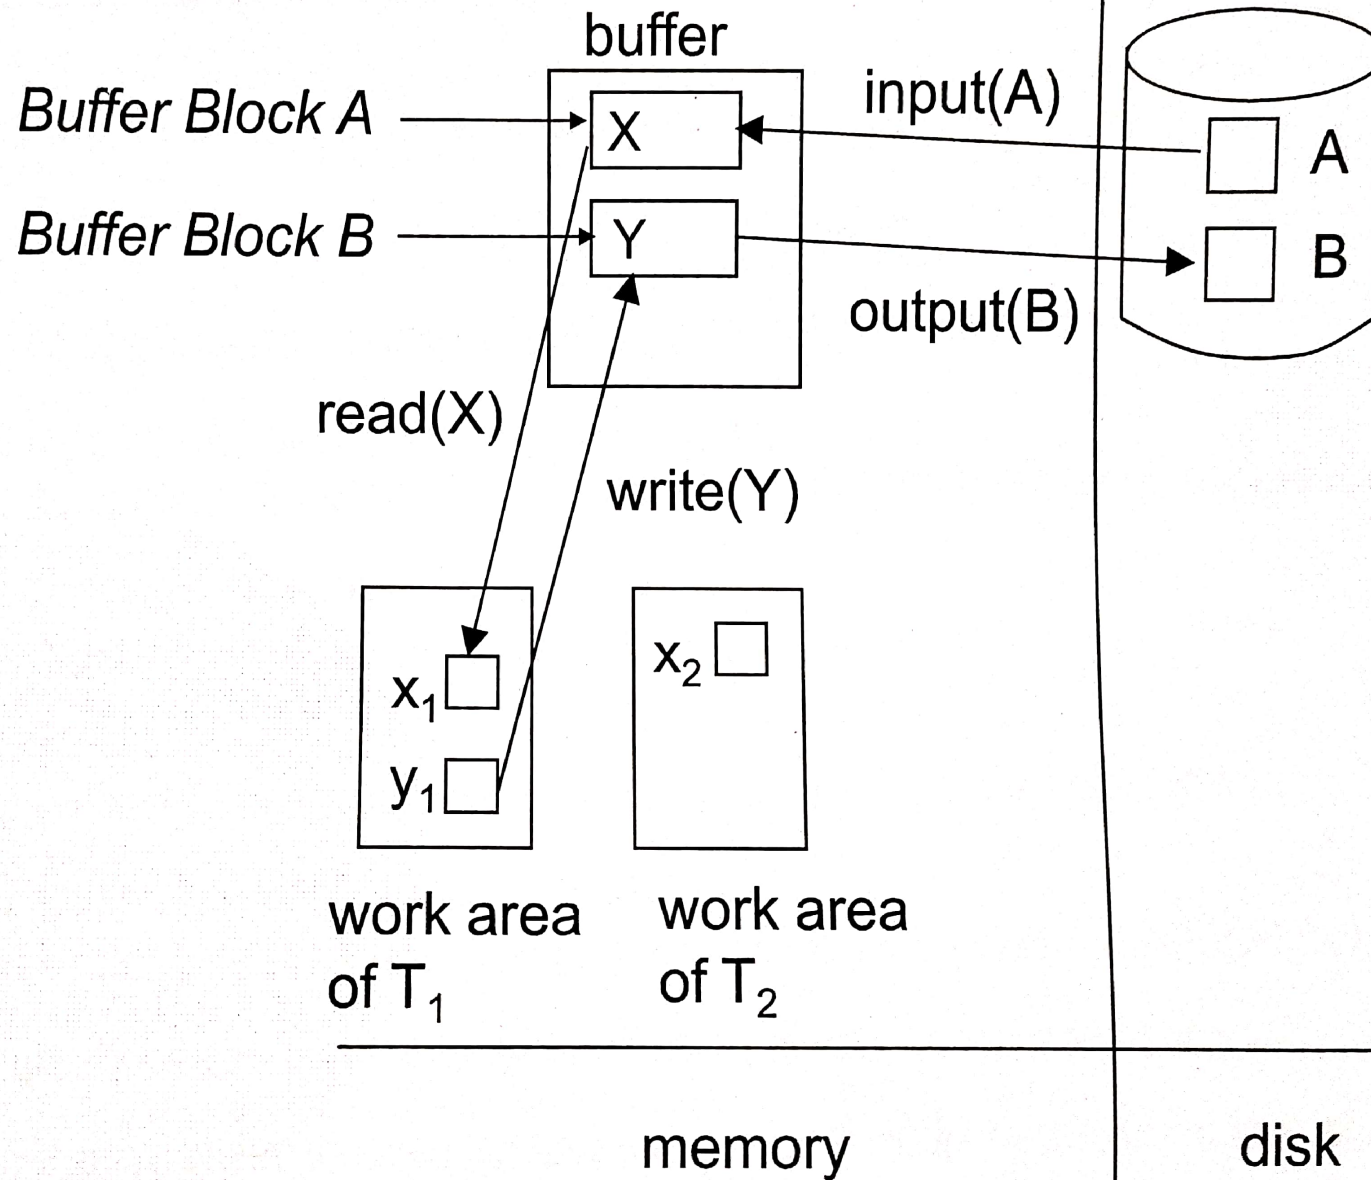 buffer
Buffer Block A
X
input(A)
A
Buffer Block B
Y
B
output(B)
read(X)
write(Y)
x₁
x₂
y₁
work area
of T₁
work area
of T₂
memory
disk